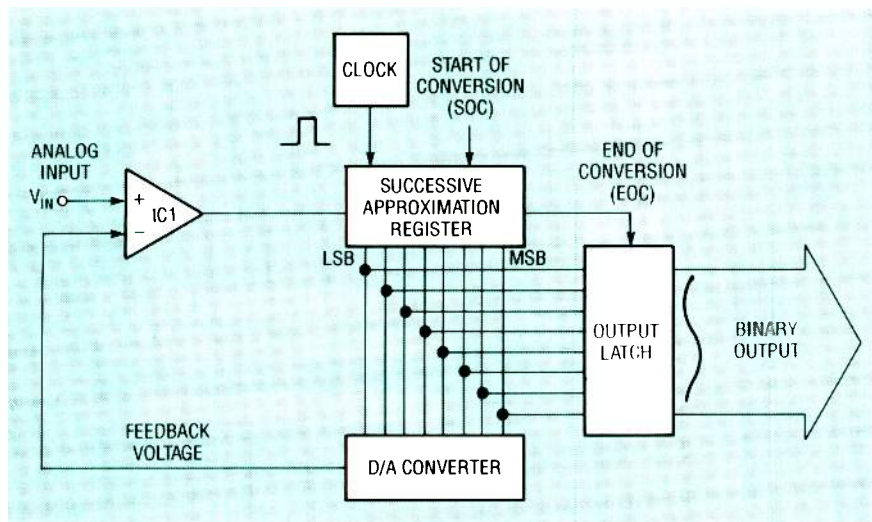 CLOCK
START OF
CONVERSION
(SOC)
ANALOG
INPUT
VIN
+
−
IC1
SUCCESSIVE
APPROXIMATION
REGISTER
END OF
CONVERSION
(EOC)
LSB
MSB
OUTPUT
LATCH
BINARY
OUTPUT
FEEDBACK
VOLTAGE
D/A CONVERTER